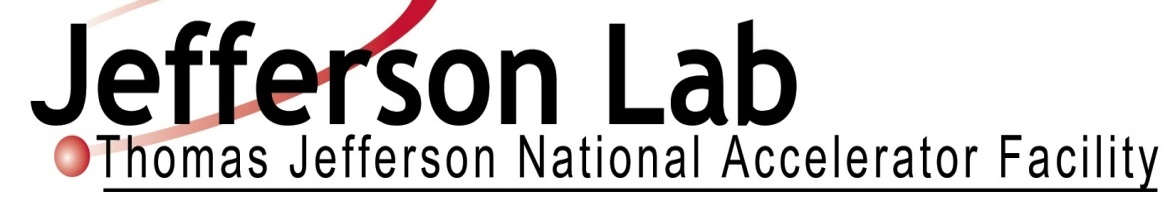 Jefferson Lab
Thomas Jefferson National Accelerator Facility